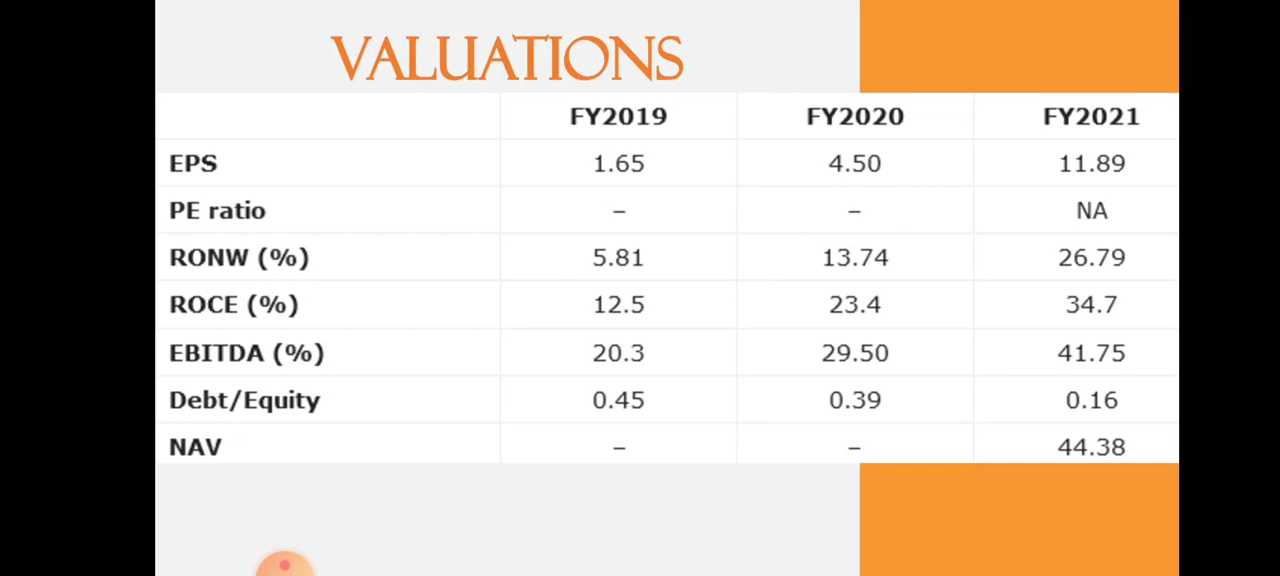 VALUATIONS
FY2019 FY2020 FY2021
EPS 1.65 4.50 11.89
PE ratio – – NA
RONW (%) 5.81 13.74 26.79
ROCE (%) 12.5 23.4 34.7
EBITDA (%) 20.3 29.50 41.75
Debt/Equity 0.45 0.39 0.16
NAV – – 44.38